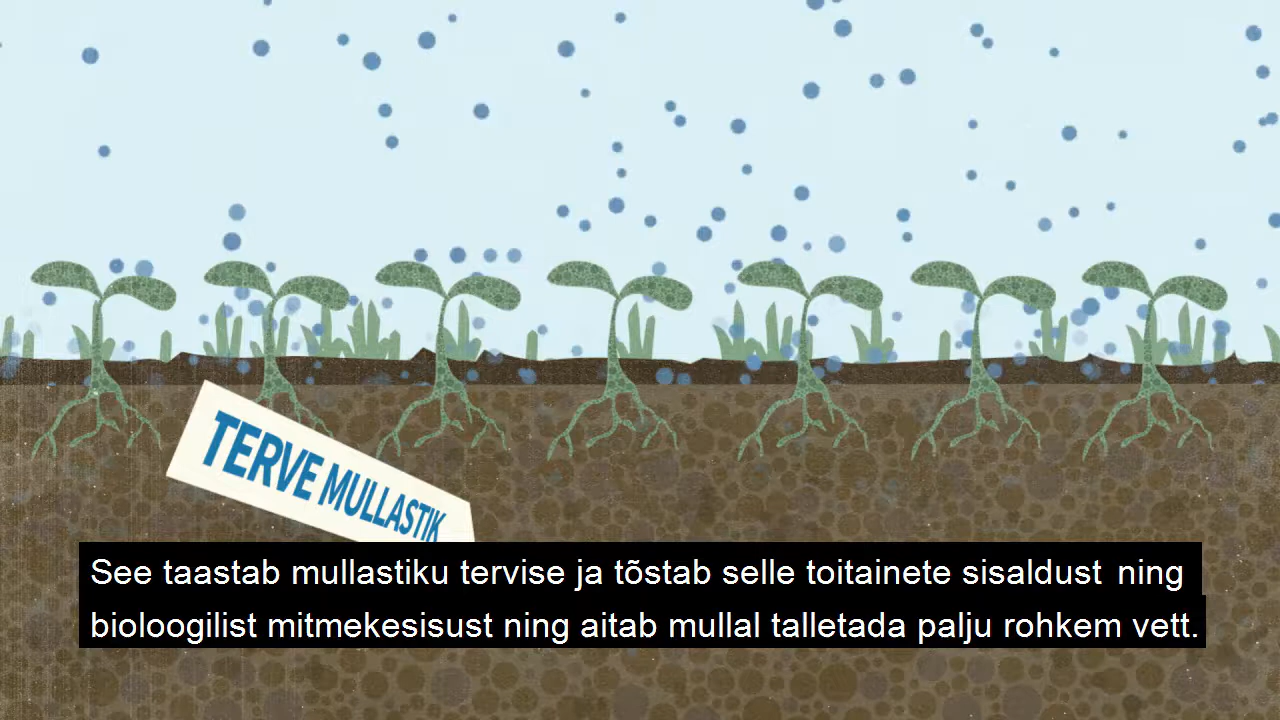 TERVE MULLASTIK
See taastab mullastiku tervise ja tõstab selle toitainete sisaldust ning
bioloogilist mitmekesisust ning aitab mullal talletada palju rohkem vett.